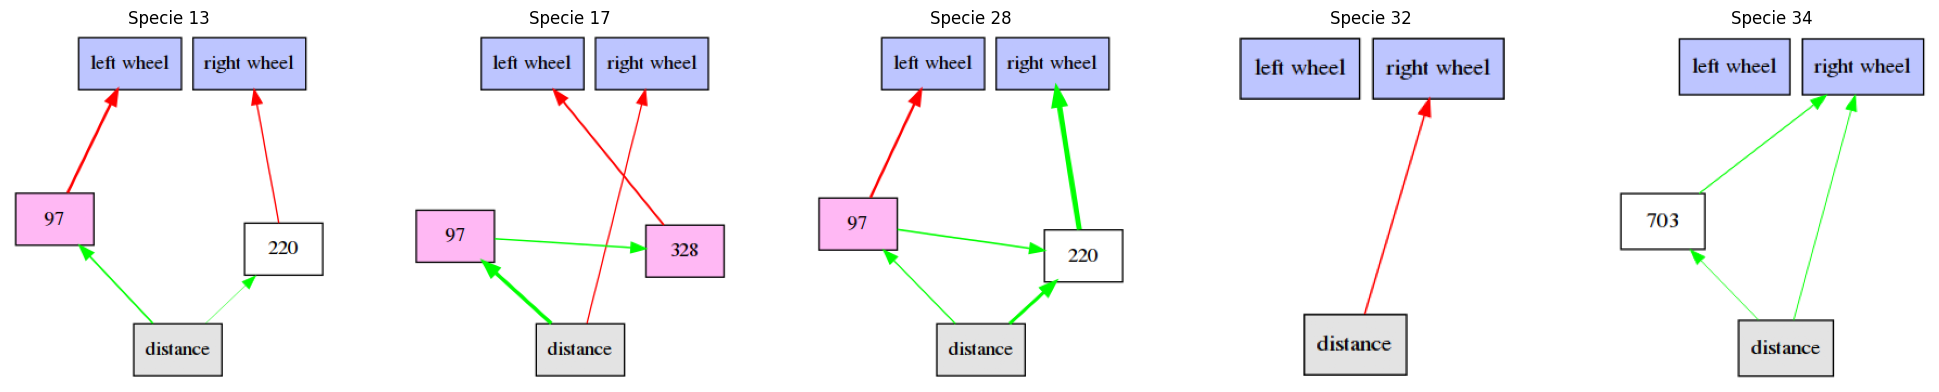 Specie 13
left wheel
right wheel
97
220
distance
Specie 17
left wheel
right wheel
97
328
distance
Specie 28
left wheel
right wheel
97
220
distance
Specie 32
left wheel
right wheel
distance
Specie 34
left wheel
right wheel
703
distance